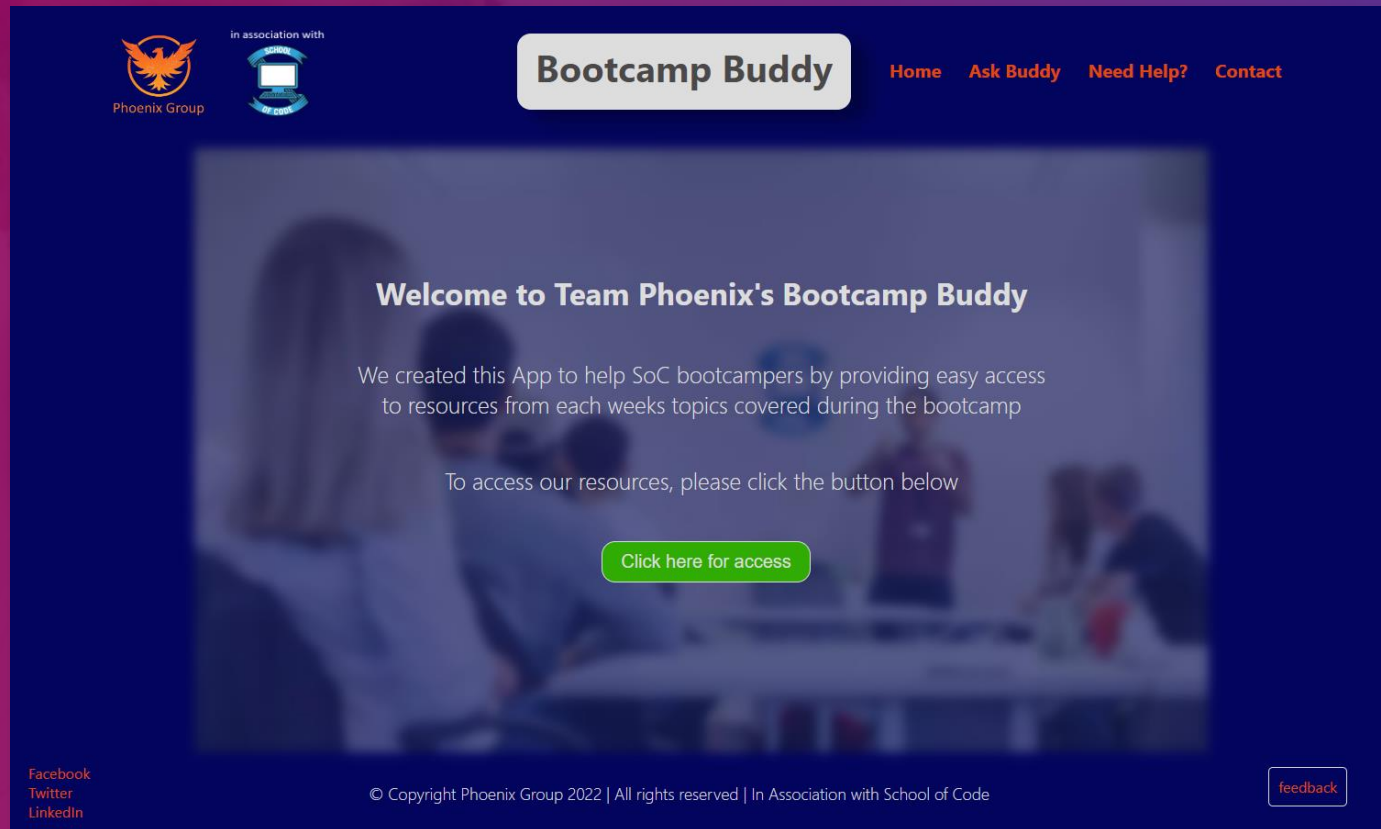 in association with
SCHOOL
OF CODE
Phoenix Group
Bootcamp Buddy
Home Ask Buddy Need Help? Contact
Welcome to Team Phoenix's Bootcamp Buddy
We created this App to help SoC bootcampers by providing easy access
to resources from each weeks topics covered during the bootcamp
To access our resources, please click the button below
Click here for access
Facebook
Twitter
LinkedIn
© Copyright Phoenix Group 2022 | All rights reserved | In Association with School of Code
feedback